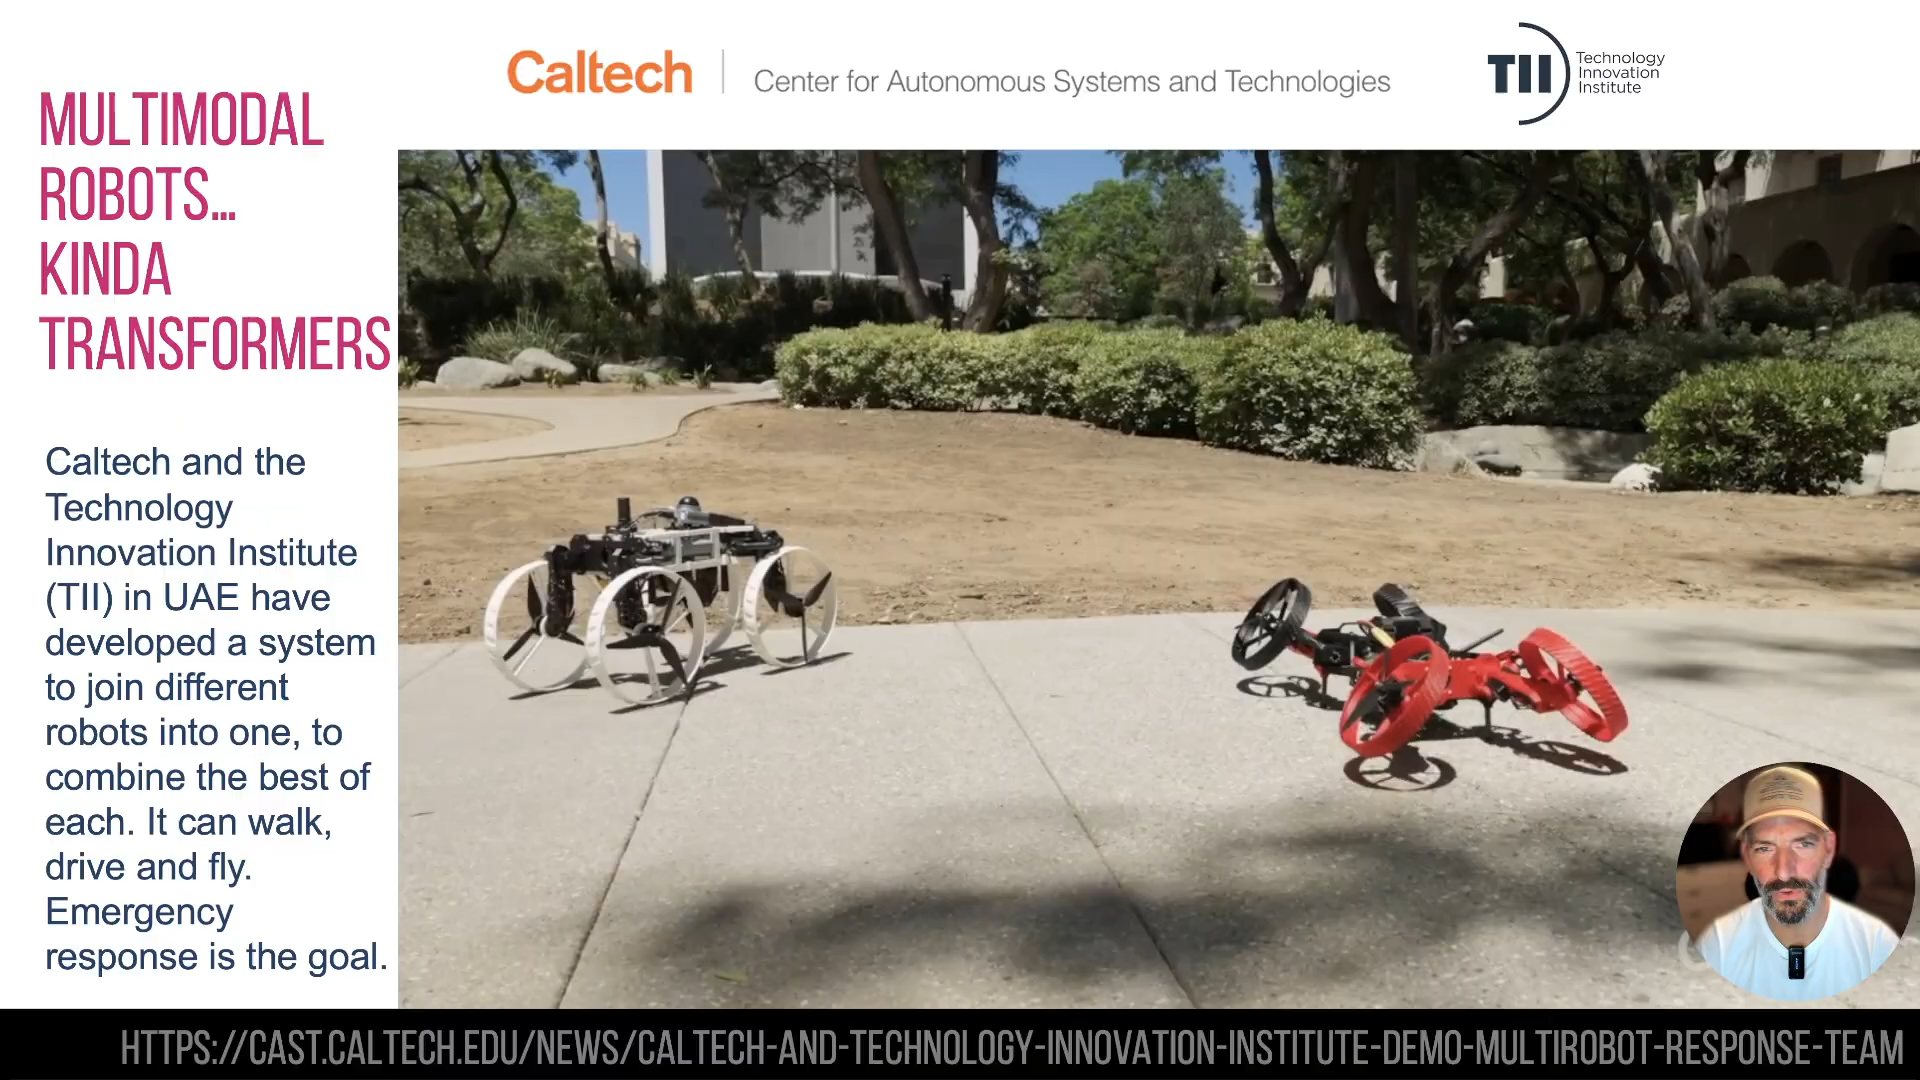 Caltech
Center for Autonomous Systems and Technologies
TII
Technology
Innovation
Institute
MULTIMODAL
ROBOTS...
KINDA
TRANSFORMERS
Caltech and the
Technology
Innovation Institute
(TII) in UAE have
developed a system
to join different
robots into one, to
combine the best of
each. It can walk,
drive and fly.
Emergency
response is the goal.
HTTPS://CAST.CALTECH.EDU/NEWS/CALTECH-AND-TECHNOLOGY-INNOVATION-INSTITUTE-DEMO-MULTIROBOT-RESPONSE-TEAM